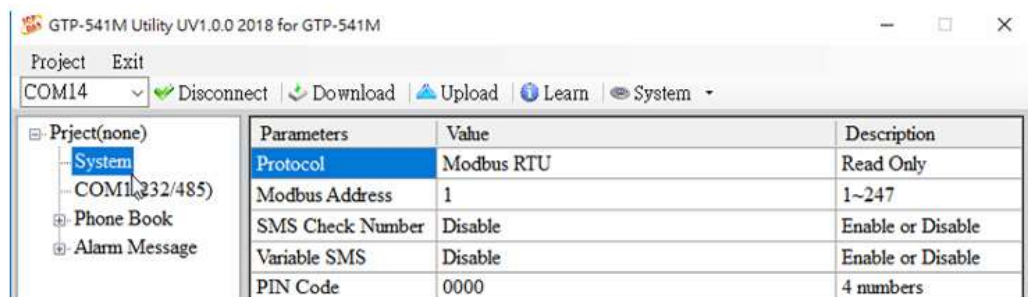 GTP-541M Utility UV1.0.0 2018 for GTP-541M
Project Exit
COM14 Disconnect Download Upload Learn System
Prject(none)
System
COM1(232/485)
Phone Book
Alarm Message
Parameters Value Description
Protocol Modbus RTU Read Only
Modbus Address 1 1~247
SMS Check Number Disable Enable or Disable
Variable SMS Disable Enable or Disable
PIN Code 0000 4 numbers